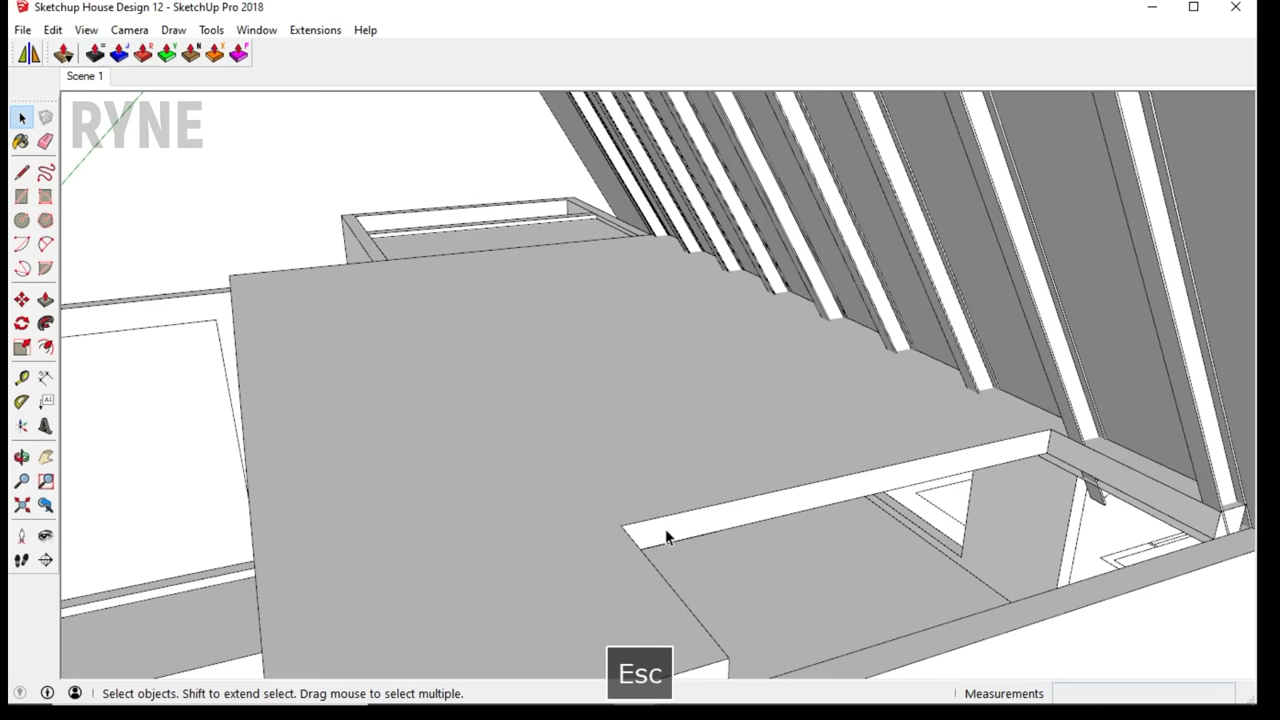 Sketchup House Design 12 - SketchUp Pro 2018
File Edit View Camera Draw Tools Window Extensions Help
= J R V N X F
Scene 1
RYNE
A1
Esc
Select objects. Shift to extend select. Drag mouse to select multiple.
Measurements